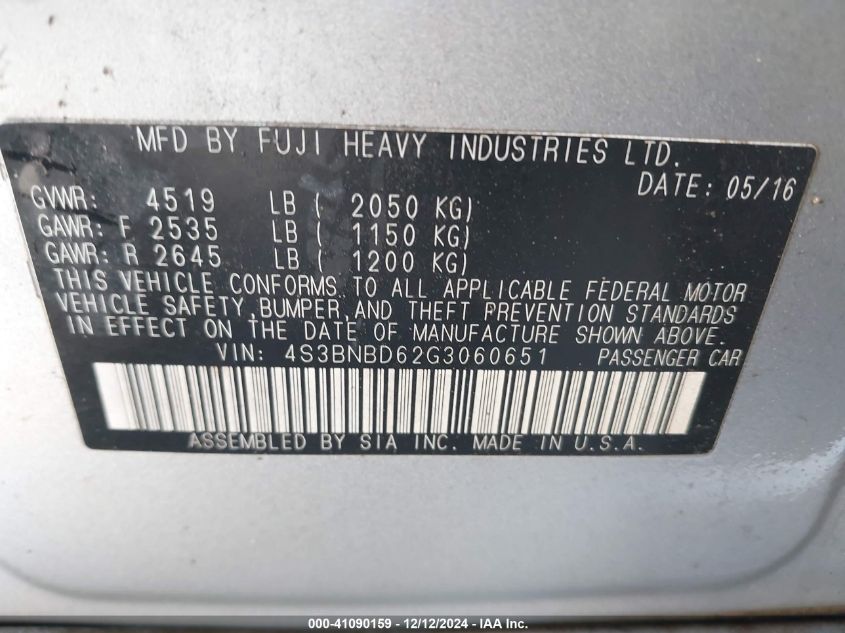 MFD BY FUJI HEAVY INDUSTRIES LTD.
DATE: 05/16
GVWR: 4519 LB ( 2050 KG)
GAWR: F 2535 LB ( 1150 KG)
GAWR: R 2645 LB ( 1200 KG)
THIS VEHICLE CONFORMS TO ALL APPLICABLE FEDERAL MOTOR
VEHICLE SAFETY, BUMPER, AND THEFT PREVENTION STANDARDS
IN EFFECT ON THE DATE OF MANUFACTURE SHOWN ABOVE.
VIN: 4S3BNBD62G3060651 PASSENGER CAR
ASSEMBLED BY SIA INC. MADE IN U.S.A.
000-41090159 - 12/12/2024 - IAA Inc.